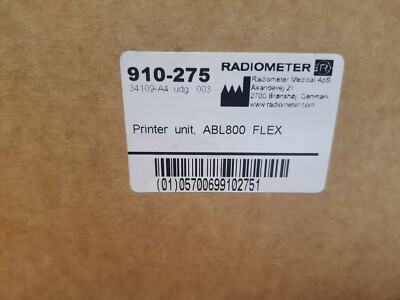 910-275
34109-A4 udg. 003
RADIOMETER R
Radiometer Medical ApS
Åkandevej 21
2700 Brønshøj, Denmark
www.radiometer.com
Printer unit, ABL800 FLEX
(01)05700699102751